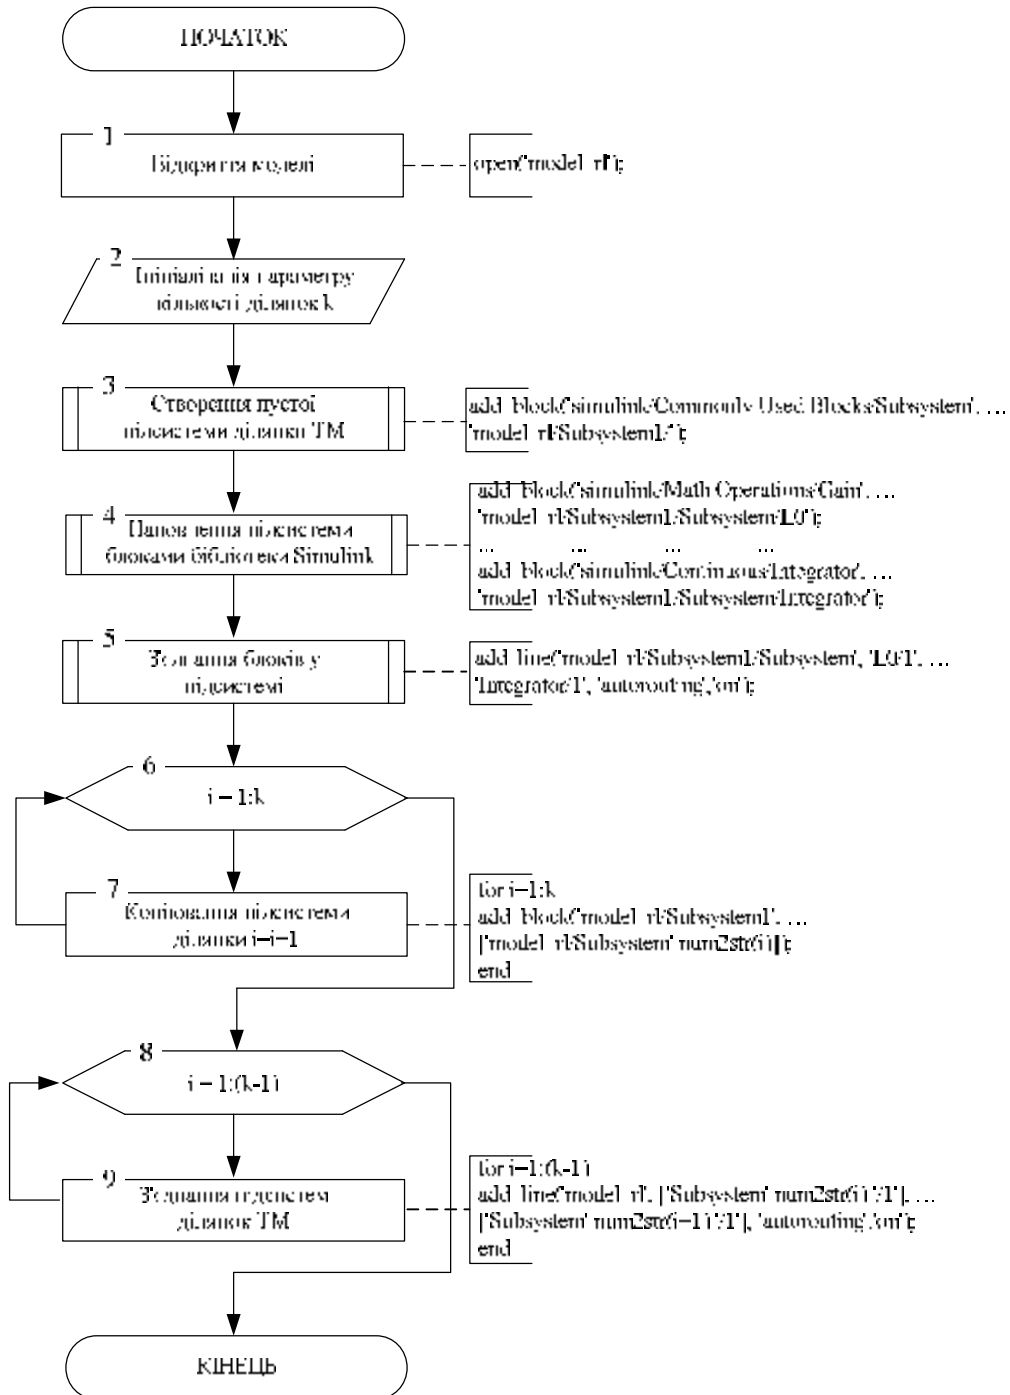 ПОЧАТОК
1
Відкриття моделі
open('model_rl');
2
Ініціалізація параметру
кількості ділянок k
3
Створення пустої
підсистеми ділянки ТМ
add_block('simulink/Commonly Used Blocks/Subsystem', …
'model_rl/Subsystem1/');
4
Наповнення підсистеми
блоками бібліотеки Simulink
add_block('simulink/Math Operations/Gain', …
'model_rl/Subsystem1/Subsystem/L0');
... ... ... ...
add_block('simulink/Continuous/Integrator', …
'model_rl/Subsystem1/Subsystem/Integrator');
5
З'єднання блоків у
підсистемі
add_line('model_rl/Subsystem1/Subsystem', 'L0/1', …
'Integrator/1', 'autorouting','on');
6
i = 1:k
7
Копіювання підсистеми
ділянки i=i+1
for i=1:k
add_block('model_rl/Subsystem1', …
['model_rl/Subsystem' num2str(i)]);
end
8
i = 1:(k-1)
9
З'єднання підсистем
ділянок ТМ
for i=1:(k-1)
add_line('model_rl', ['Subsystem' num2str(i) '/1'], …
['Subsystem' num2str(i+1) '/1'], 'autorouting','on');
end
КІНЕЦЬ